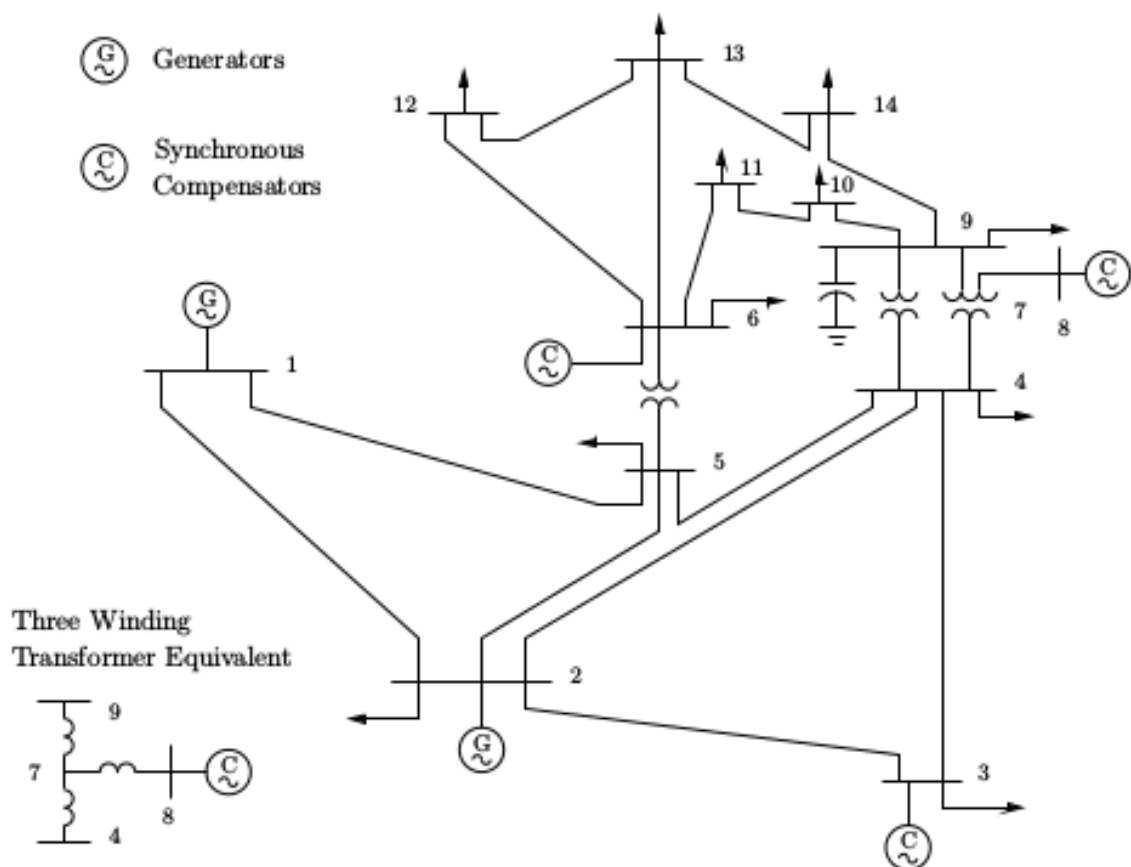 G Generators
C Synchronous
Compensators
13
12
14
11
10
9
C
8
7
G
1
6
C
4
5
2
G
3
C
Three Winding
Transformer Equivalent
9
7
C
8
4